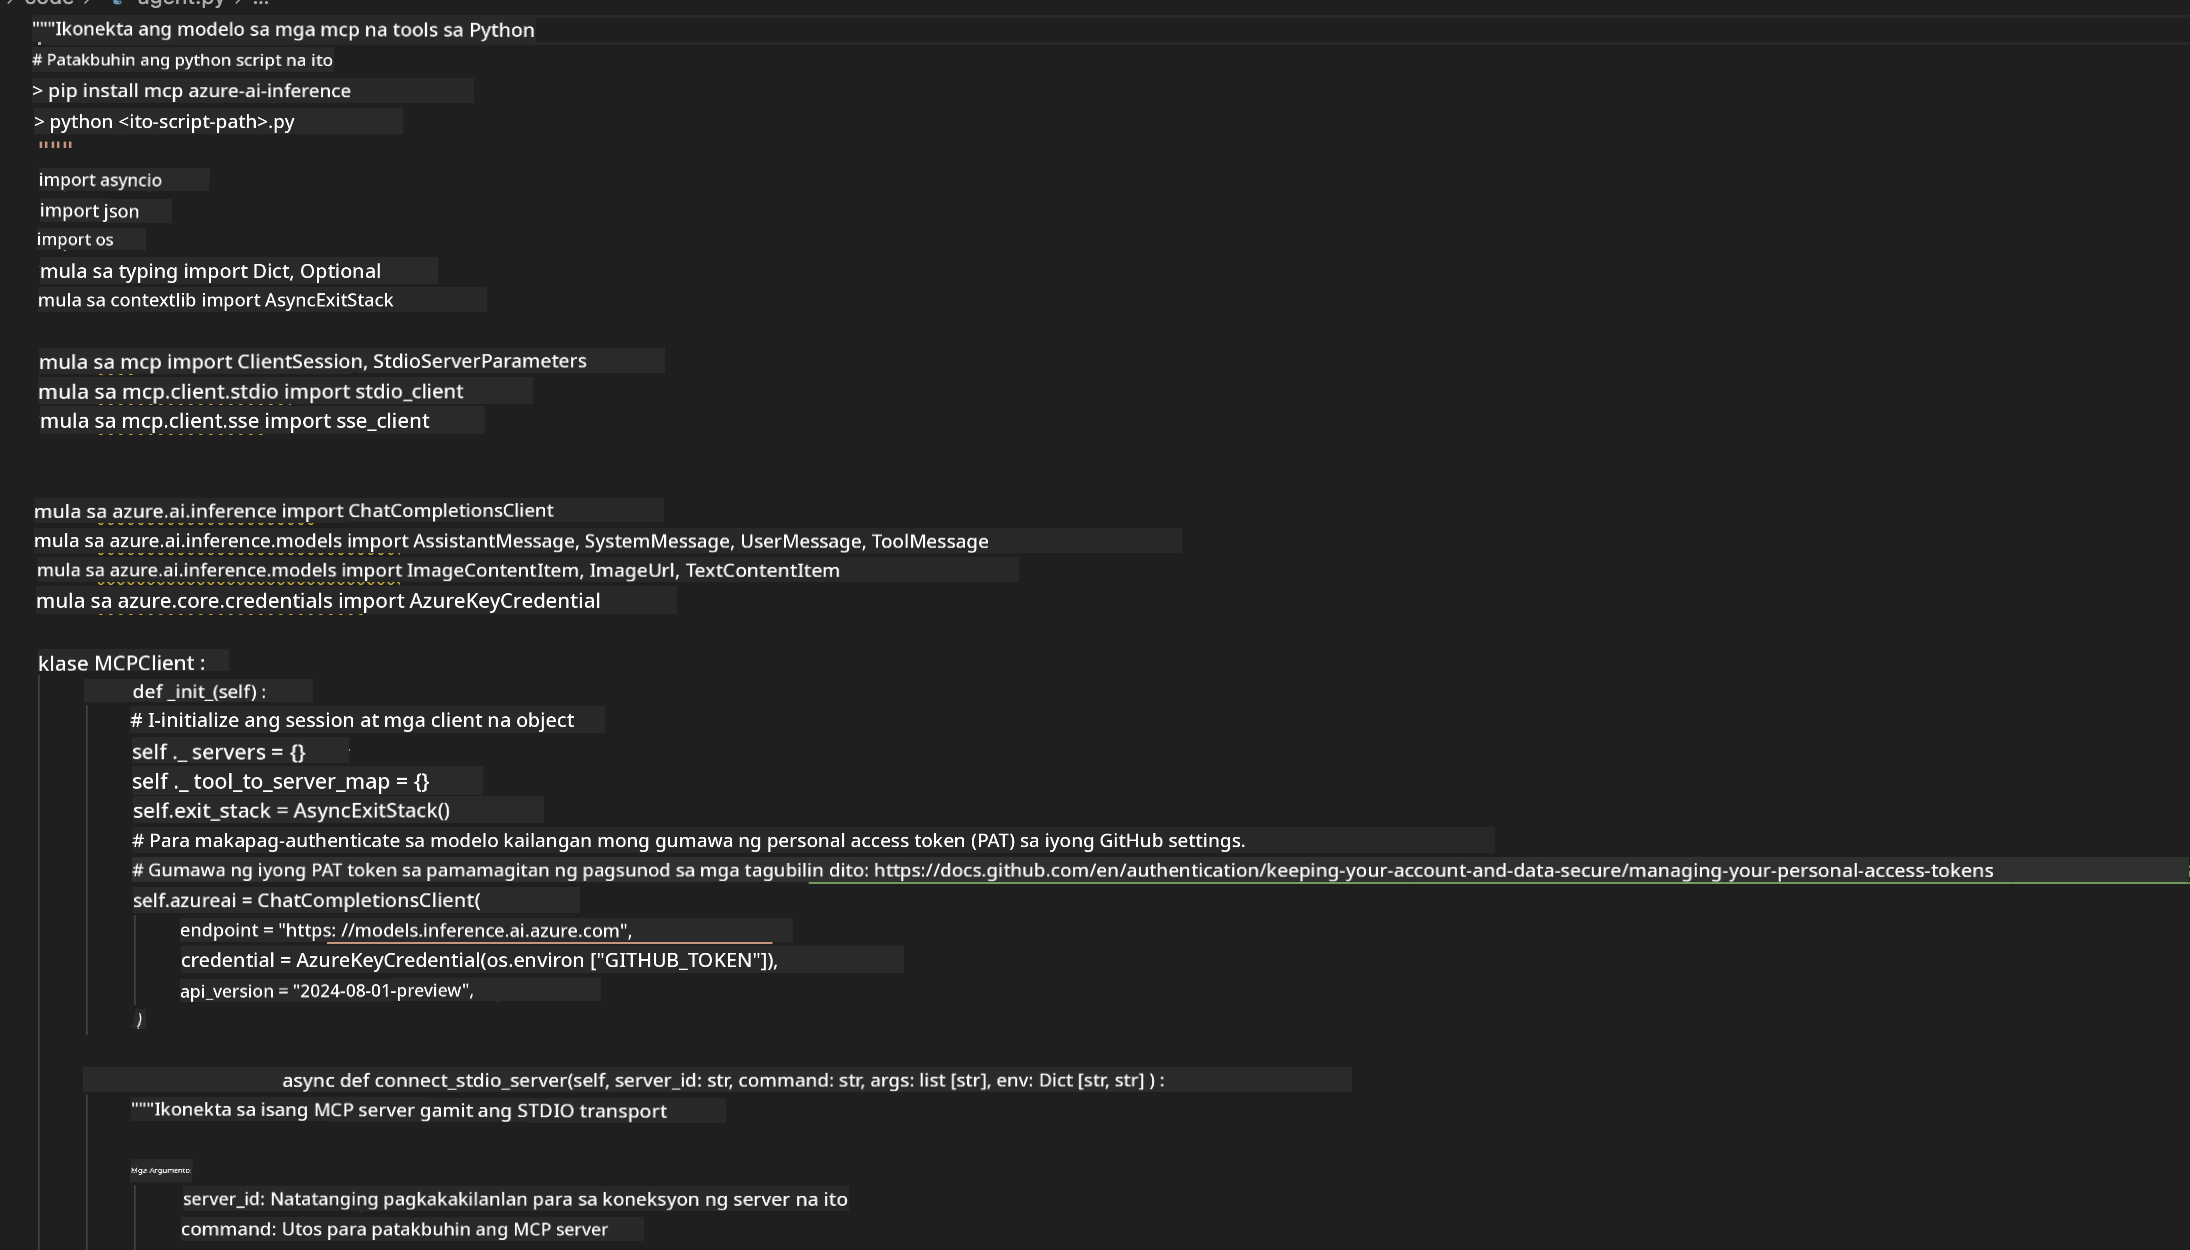 code > agent.py > ...
"""Ikonekta ang modelo sa mga mcp na tools sa Python
# Patakbuhin ang python script na ito
> pip install mcp azure-ai-inference
> python <ito-script-path>.py
"""
import asyncio
import json
import os
mula sa typing import Dict, Optional
mula sa contextlib import AsyncExitStack
mula sa mcp import ClientSession, StdioServerParameters
mula sa mcp.client.stdio import stdio_client
mula sa mcp.client.sse import sse_client
mula sa azure.ai.inference import ChatCompletionsClient
mula sa azure.ai.inference.models import AssistantMessage, SystemMessage, UserMessage, ToolMessage
mula sa azure.ai.inference.models import ImageContentItem, ImageUrl, TextContentItem
mula sa azure.core.credentials import AzureKeyCredential
klase MCPClient :
def _init_(self) :
# I-initialize ang session at mga client na object
self ._ servers = {}
self ._ tool_to_server_map = {}
self.exit_stack = AsyncExitStack()
# Para makapag-authenticate sa modelo kailangan mong gumawa ng personal access token (PAT) sa iyong GitHub settings.
# Gumawa ng iyong PAT token sa pamamagitan ng pagsunod sa mga tagubilin dito: https://docs.github.com/en/authentication/keeping-your-account-and-data-secure/managing-your-personal-access-tokens
self.azureai = ChatCompletionsClient(
endpoint = "https: //models.inference.ai.azure.com",
credential = AzureKeyCredential(os.environ ["GITHUB_TOKEN"]),
api_version = "2024-08-01-preview",
)
async def connect_stdio_server(self, server_id: str, command: str, args: list [str], env: Dict [str, str] ) :
"""Ikonekta sa isang MCP server gamit ang STDIO transport
Mga Argumento:
server_id: Natatanging pagkakakilanlan para sa koneksyon ng server na ito
command: Utos para patakbuhin ang MCP server